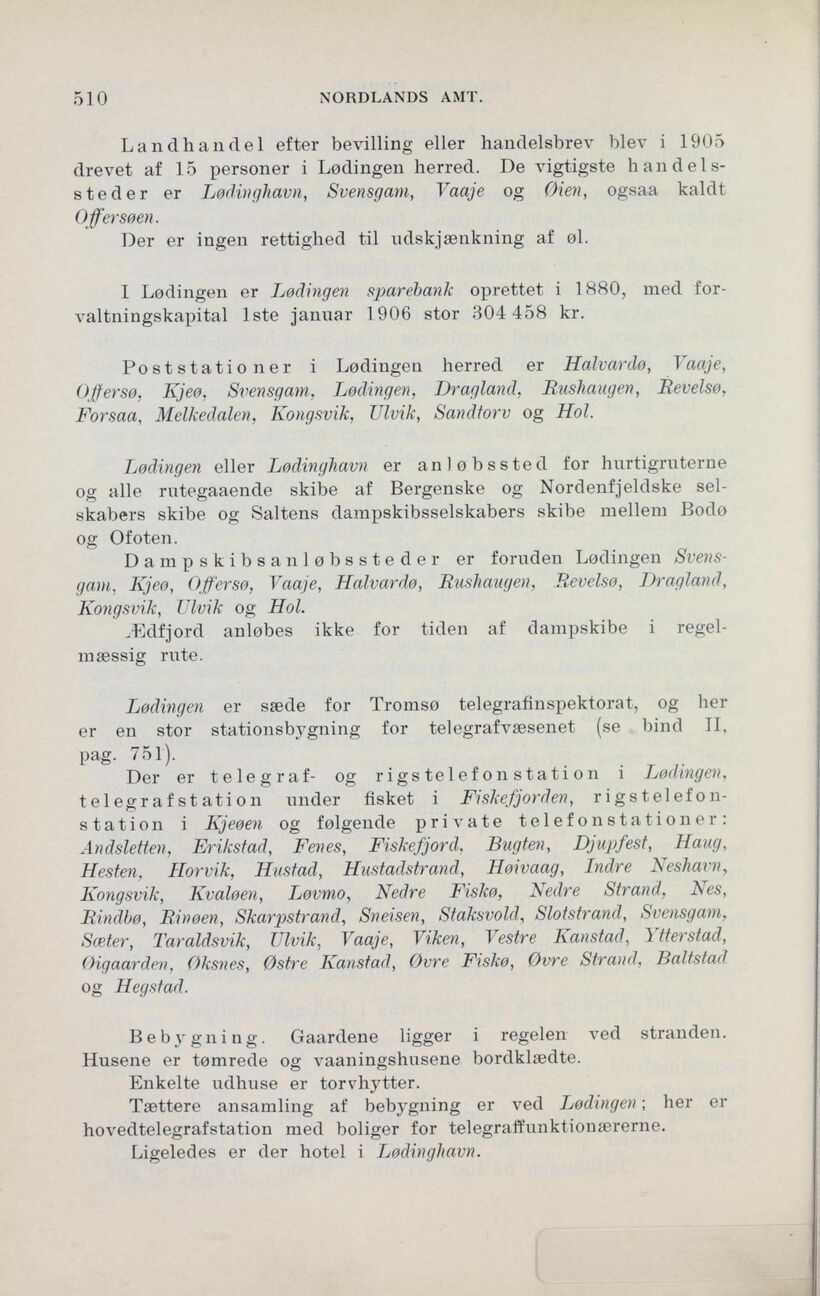 510 NORDLANDS AMT.
Landhandel efter bevilling eller handelsbrev blev i 1905
drevet af 15 personer i Lødingen herred. De vigtigste handels-
steder er Lødinghavn, Svensgam, Vaaje og Øien, ogsaa kaldt
Offersøen.
Der er ingen rettighed til udskjænkning af øl.
I Lødingen er Lødingen sparebank oprettet i 1880, med for-
valtningskapital 1ste januar 1906 stor 304 458 kr.
Poststationer i Lødingen herred er Halvardø, Vaaje,
Offersø, Kjeø, Svensgam, Lødingen, Dragland, Rushaugen, Revelsø,
Forsaa, Melkedalen, Kongsvik, Ulvik, Sandtorv og Hol.
Lødingen eller Lødinghavn er anløbssted for hurtigruterne
og alle rutegaaende skibe af Bergenske og Nordenfjeldske sel-
skabers skibe og Saltens dampskibsselskabers skibe mellem Bodø
og Ofoten.
Dampskibsanløbssteder er foruden Lødingen Svens-
gam, Kjeø, Offersø, Vaaje, Halvardø, Rushaugen, Revelsø, Dragland,
Kongsvik, Ulvik og Hol.
Ædfjord anløbes ikke for tiden af dampskibe i regel-
mæssig rute.
Lødingen er sæde for Tromsø telegrafinspektorat, og her
er en stor stationsbygning for telegrafvæsenet (se bind II,
pag. 751).
Der er telegraf- og rigstelefonstation i Lødingen,
telegrafstation under fisket i Fiskefjorden, rigstelefon-
station i Kjeøen og følgende private telefonstationer:
Andsletten, Erikstad, Fenes, Fiskefjord, Bugten, Djupfest, Haug,
Hesten, Horvik, Hustad, Hustadstrand, Høivaag, Indre Neshavn,
Kongsvik, Kvaløen, Løvmo, Nedre Fiskø, Nedre Strand, Nes,
Rindbø, Rinøen, Skarpstrand, Sneisen, Staksvold, Slotstrand, Svensgam,
Sæter, Taraldsvik, Ulvik, Vaaje, Viken, Vestre Kanstad, Ytterstad,
Øigaarden, Øksnes, Østre Kanstad, Øvre Fiskø, Øvre Strand, Baltstad
og Hegstad.
Bebygning. Gaardene ligger i regelen ved stranden.
Husene er tømrede og vaaningshusene bordklædte.
Enkelte udhuse er torvhytter.
Tættere ansamling af bebygning er ved Lødingen; her er
hovedtelegrafstation med boliger for telegraffunktionærerne.
Ligeledes er der hotel i Lødinghavn.